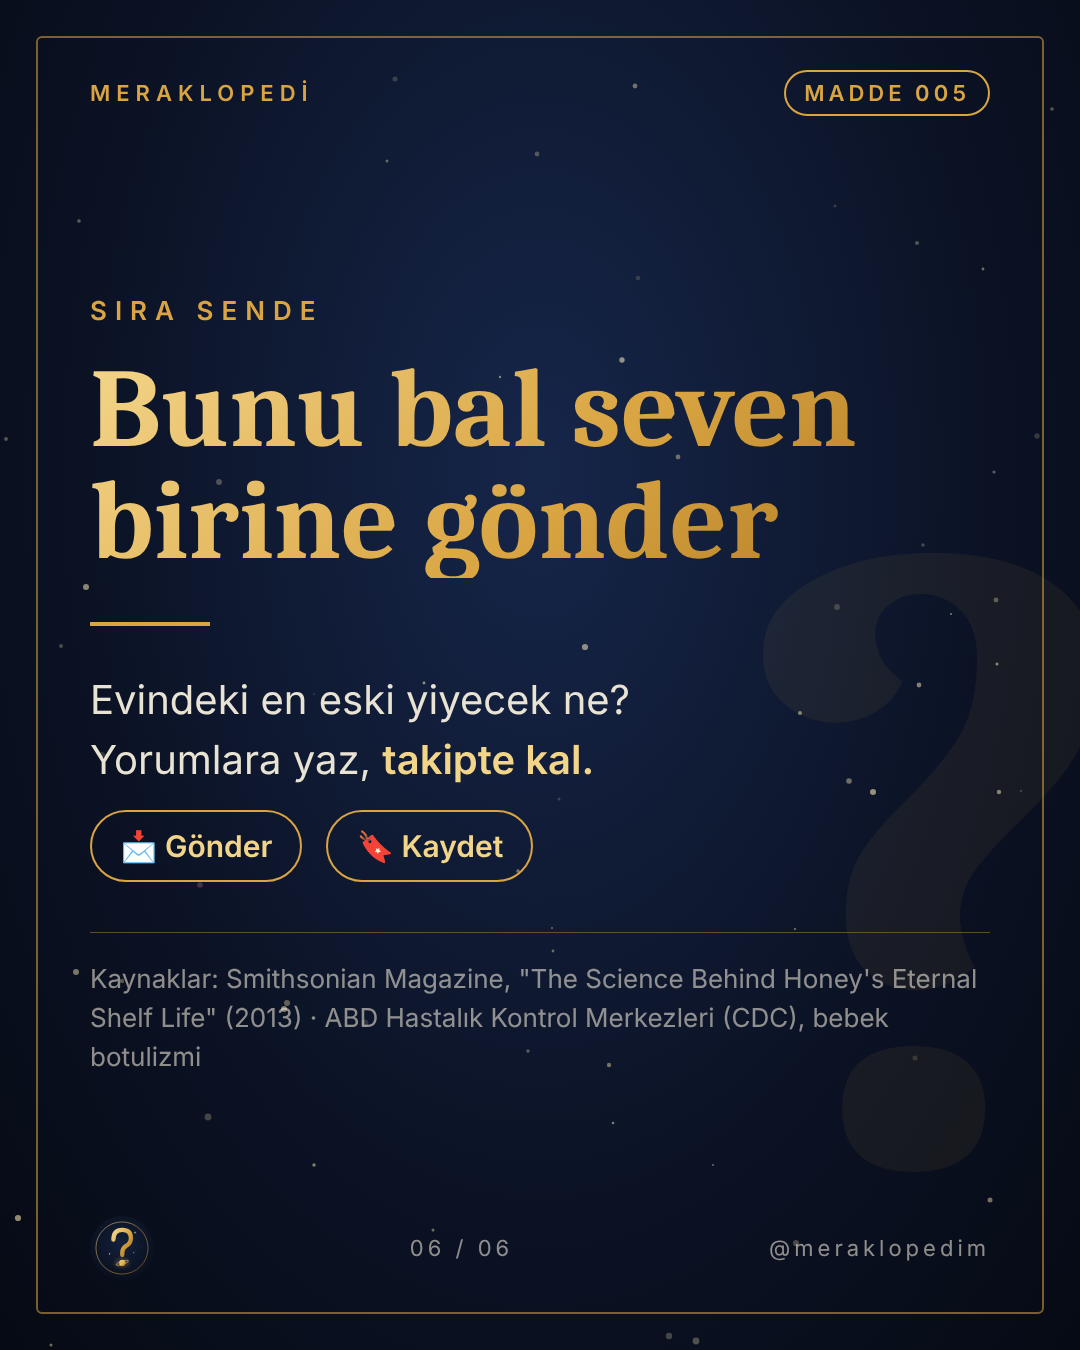 MERAKLOPEDİ
MADDE 005
SIRA SENDE
Bunu bal seven
birine gönder
Evindeki en eski yiyecek ne?
Yorumlara yaz, takipte kal.
📩 Gönder
🔖 Kaydet
Kaynaklar: Smithsonian Magazine, "The Science Behind Honey's Eternal
Shelf Life" (2013) · ABD Hastalık Kontrol Merkezleri (CDC), bebek
botulizmi
06 / 06
@meraklopedim